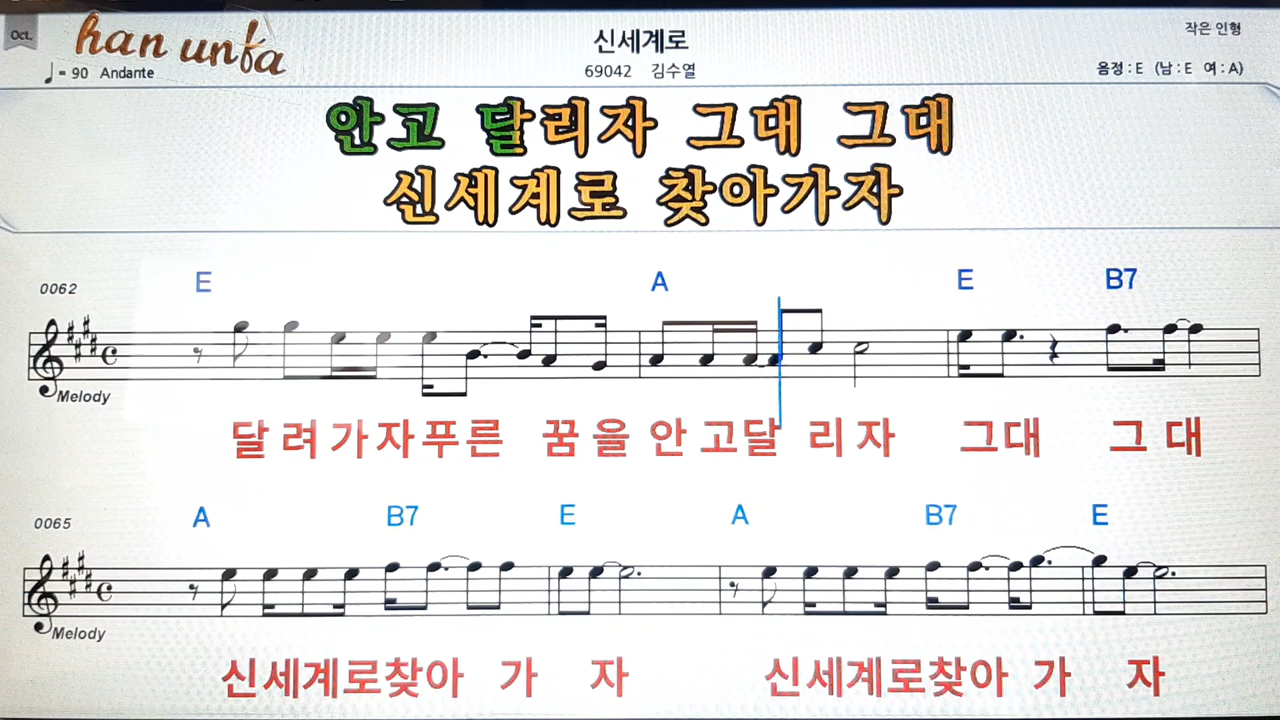 Oct.
han unfa
신세계로
작은 인형
♩= 90 Andante
69042 김수열
음정 : E (남 : E 여 : A)
안고 달리자 그대 그대
신세계로 찾아가자
0062
E A E B7
Melody
달 려 가 자 푸 른 꿈 을 안 고 달 리 자 그 대 그 대
0065
A B7 E A B7 E
Melody
신세계로찾아 가 자 신세계로찾아 가 자